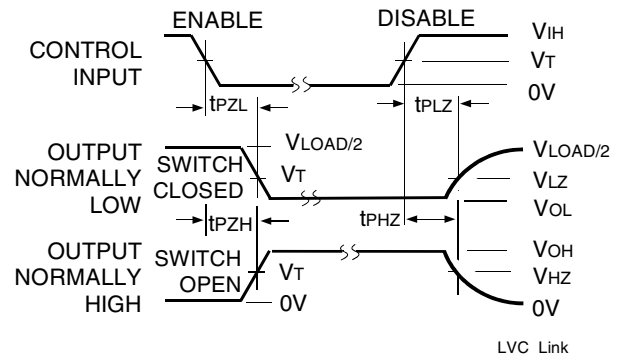 ENABLE
DISABLE
CONTROL
INPUT
VIH
VT
0V
tPZL
tPLZ
OUTPUT
NORMALLY
LOW
SWITCH
CLOSED
VLOAD/2
VT
VLOAD/2
VLZ
VOL
tPZH
tPHZ
OUTPUT
NORMALLY
HIGH
SWITCH
OPEN
VT
0V
VOH
VHZ
0V
LVC Link